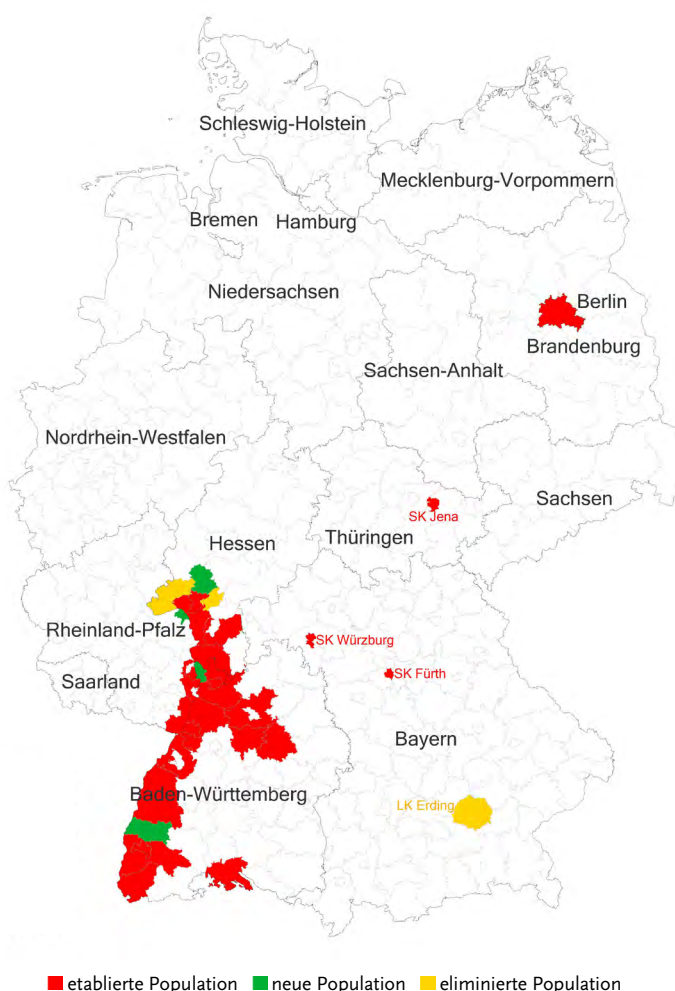 Schleswig-Holstein
Mecklenburg-Vorpommern
Bremen
Hamburg
Niedersachsen
Berlin
Brandenburg
Sachsen-Anhalt
Nordrhein-Westfalen
Sachsen
SK Jena
Thüringen
Hessen
Rheinland-Pfalz
SK Würzburg
SK Fürth
Saarland
Bayern
Baden-Württemberg
LK Erding
etablierte Population neue Population eliminierte Population